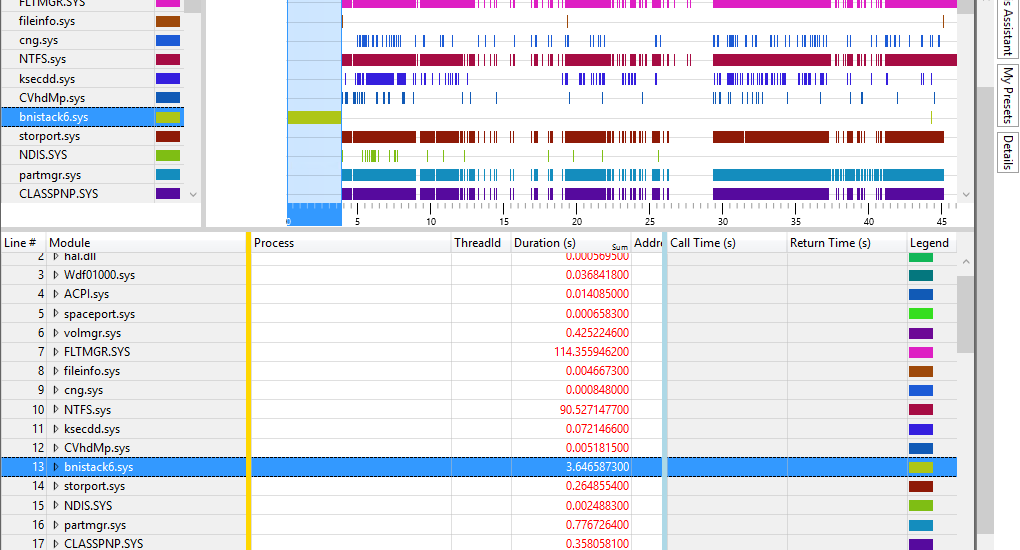 FLTMGR.SYS
fileinfo.sys
cng.sys
NTFS.sys
ksecdd.sys
CVhdMp.sys
bnistack6.sys
storport.sys
NDIS.SYS
partmgr.sys
CLASSPNP.SYS
0 5 10 15 20 25 30 35 40 45
s Assistant
My Presets
Details
Line # Module Process ThreadId Duration (s) Sum Addre Call Time (s) Return Time (s) Legend
2 hal.dll 0.000569500
3 Wdf01000.sys 0.036841800
4 ACPI.sys 0.014085000
5 spaceport.sys 0.000658300
6 volmgr.sys 0.425224600
7 FLTMGR.SYS 114.355946200
8 fileinfo.sys 0.004667300
9 cng.sys 0.000848000
10 NTFS.sys 90.527147700
11 ksecdd.sys 0.072146600
12 CVhdMp.sys 0.005181500
13 bnistack6.sys 3.646587300
14 storport.sys 0.264855400
15 NDIS.SYS 0.002488300
16 partmgr.sys 0.776726400
17 CLASSPNP.SYS 0.358058100